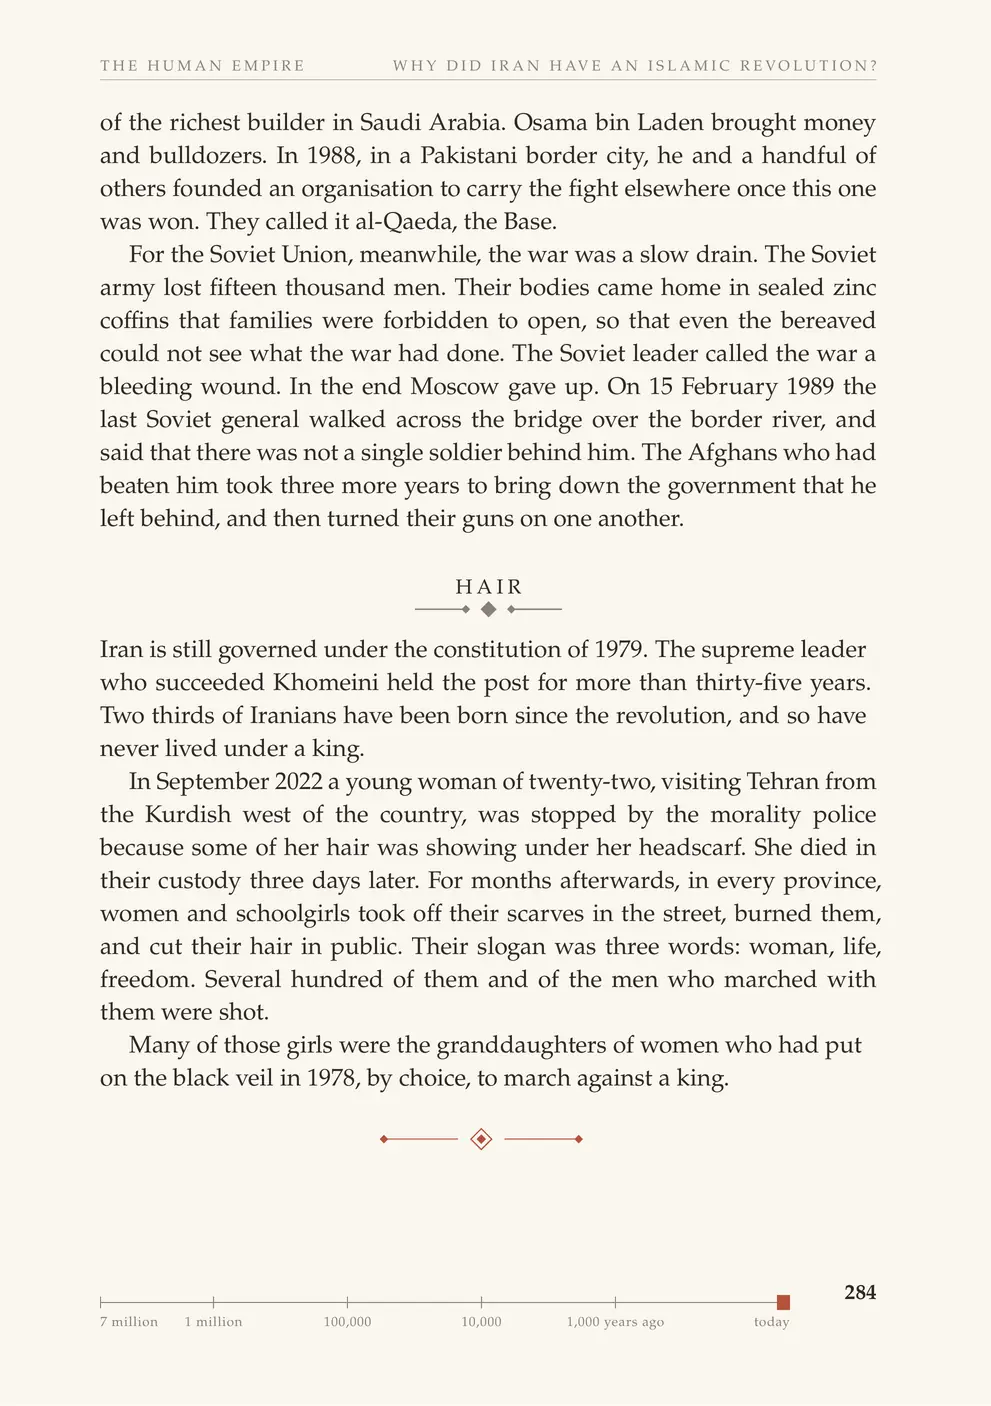 THE HUMAN EMPIRE
WHY DID IRAN HAVE AN ISLAMIC REVOLUTION?
of the richest builder in Saudi Arabia. Osama bin Laden brought money
and bulldozers. In 1988, in a Pakistani border city, he and a handful of
others founded an organisation to carry the fight elsewhere once this one
was won. They called it al-Qaeda, the Base.
For the Soviet Union, meanwhile, the war was a slow drain. The Soviet
army lost fifteen thousand men. Their bodies came home in sealed zinc
coffins that families were forbidden to open, so that even the bereaved
could not see what the war had done. The Soviet leader called the war a
bleeding wound. In the end Moscow gave up. On 15 February 1989 the
last Soviet general walked across the bridge over the border river, and
said that there was not a single soldier behind him. The Afghans who had
beaten him took three more years to bring down the government that he
left behind, and then turned their guns on one another.
HAIR
Iran is still governed under the constitution of 1979. The supreme leader
who succeeded Khomeini held the post for more than thirty-five years.
Two thirds of Iranians have been born since the revolution, and so have
never lived under a king.
In September 2022 a young woman of twenty-two, visiting Tehran from
the Kurdish west of the country, was stopped by the morality police
because some of her hair was showing under her headscarf. She died in
their custody three days later. For months afterwards, in every province,
women and schoolgirls took off their scarves in the street, burned them,
and cut their hair in public. Their slogan was three words: woman, life,
freedom. Several hundred of them and of the men who marched with
them were shot.
Many of those girls were the granddaughters of women who had put
on the black veil in 1978, by choice, to march against a king.
284
7 million 1 million 100,000 10,000 1,000 years ago today